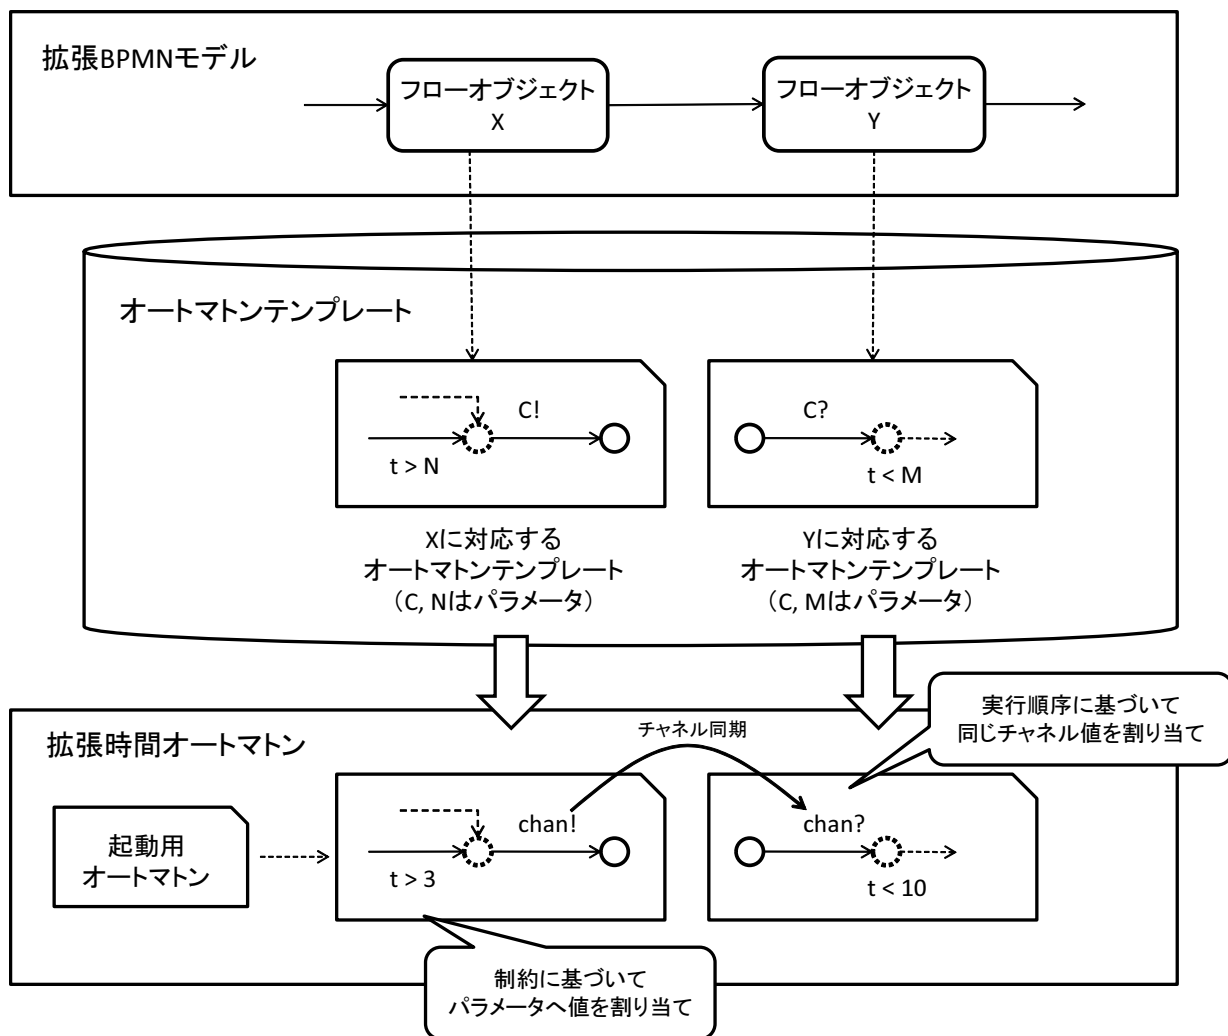 拡張BPMNモデル
フローオブジェクト
X
フローオブジェクト
Y
オートマトンテンプレート
C!
t > N
C?
t < M
Xに対応する
オートマトンテンプレート
（C, Nはパラメータ）
Yに対応する
オートマトンテンプレート
（C, Mはパラメータ）
実行順序に基づいて
同じチャネル値を割り当て
拡張時間オートマトン
チャネル同期
起動用
オートマトン
chan!
t > 3
chan?
t < 10
制約に基づいて
パラメータへ値を割り当て